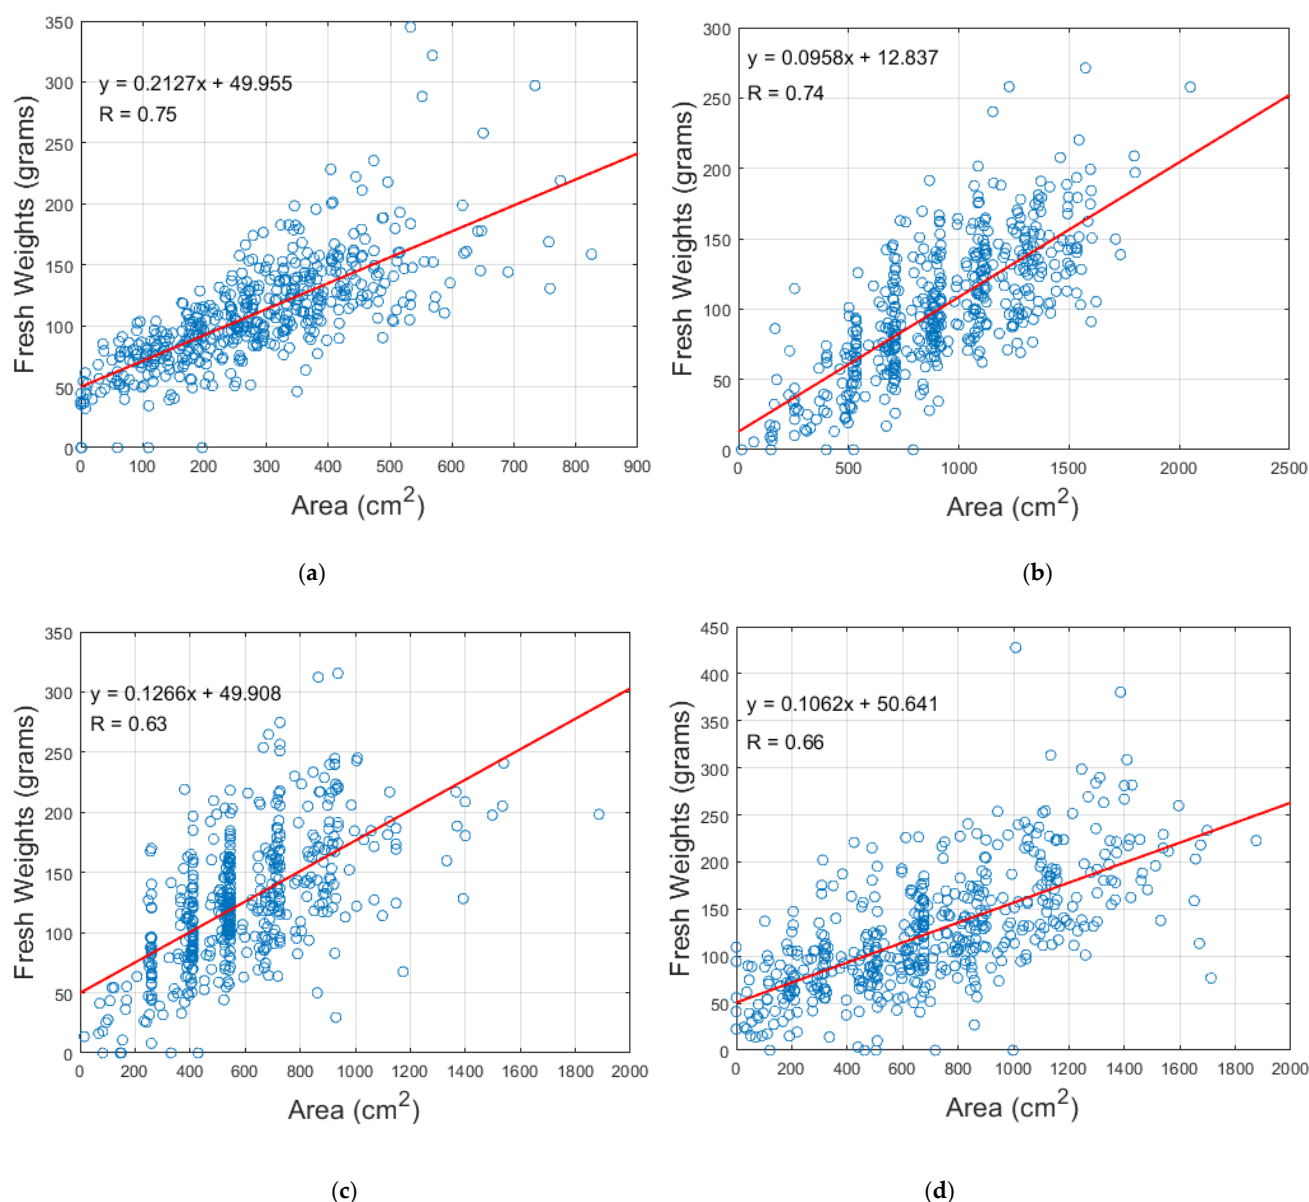 350
300
250
200
150
100
50
0
Fresh Weights (grams)
y = 0.2127x + 49.955
R = 0.75
0 100 200 300 400 500 600 700 800 900
Area (cm²)
(a)
300
250
200
150
100
50
0
Fresh Weights (grams)
y = 0.0958x + 12.837
R = 0.74
0 500 1000 1500 2000 2500
Area (cm²)
(b)
350
300
250
200
150
100
50
0
Fresh Weights (grams)
y = 0.1266x + 49.908
R = 0.63
0 200 400 600 800 1000 1200 1400 1600 1800 2000
Area (cm²)
(c)
450
400
350
300
250
200
150
100
50
0
Fresh Weights (grams)
y = 0.1062x + 50.641
R = 0.66
0 200 400 600 800 1000 1200 1400 1600 1800 2000
Area (cm²)
(d)